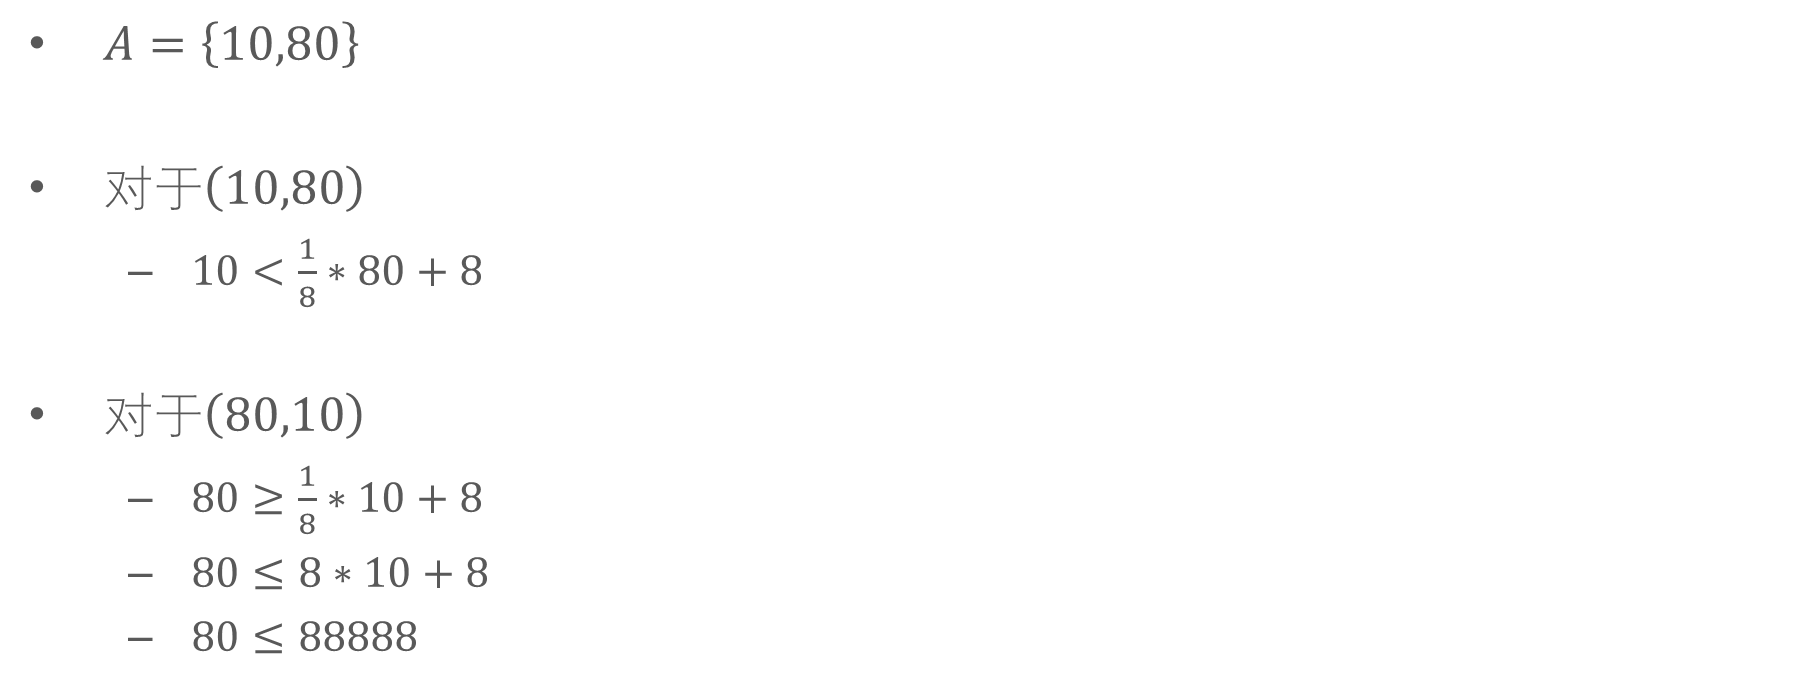 • A = {10,80}
• 对于(10,80)
– 10 < 1/8 * 80 + 8
• 对于(80,10)
– 80 ≥ 1/8 * 10 + 8
– 80 ≤ 8 * 10 + 8
– 80 ≤ 88888